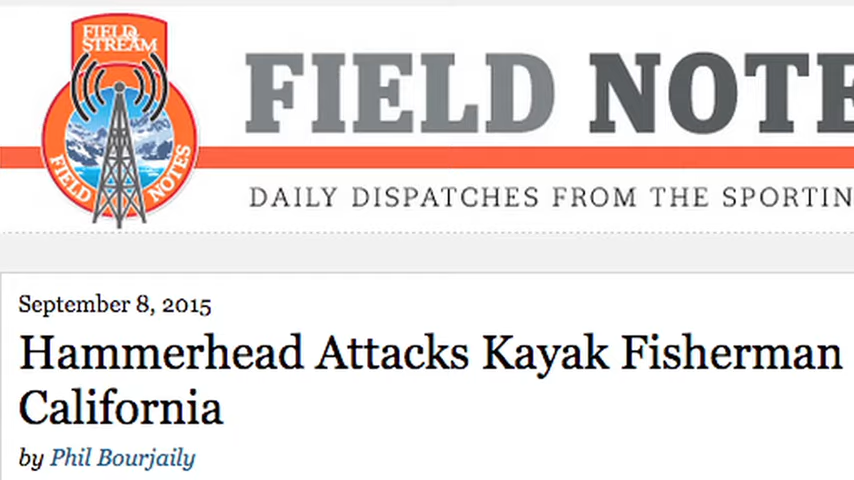 FIELD &
STREAM
FIELD NOTES
FIELD NOTE
DAILY DISPATCHES FROM THE SPORTIN
September 8, 2015
Hammerhead Attacks Kayak Fisherman
California
by Phil Bourjaily